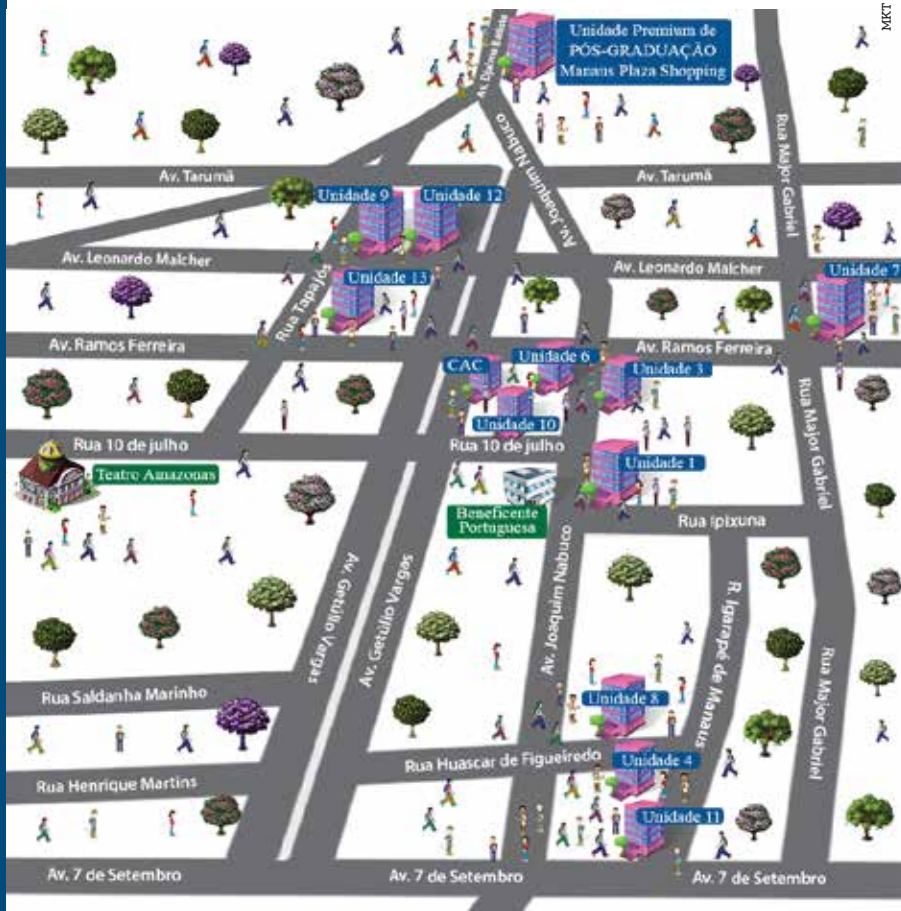 MKT
Unidade Premium de
PÓS-GRADUAÇÃO
Manaus Plaza Shopping
Av. Djalma Batista
Av. Joaquim Nabuco
Rua Major Gabriel
Av. Tarumã
Av. Tarumã
Unidade 9
Unidade 12
Av. Leonardo Malcher
Av. Leonardo Malcher
Unidade 13
Unidade 7
Rua Tapajós
Av. Ramos Ferreira
Av. Ramos Ferreira
CAC
Unidade 6
Unidade 3
Unidade 10
Rua Major Gabriel
Rua 10 de julho
Rua 10 de julho
Teatro Amazonas
Unidade 1
Beneficente
Portuguesa
Rua Ipixuna
Av. Getúlio Vargas
Av. Getúlio Vargas
Av. Joaquim Nabuco
R. Igarapé de Manaus
Rua Major Gabriel
Rua Saldanha Marinho
Unidade 8
Rua Huascar de Figueiredo
Unidade 4
Rua Henrique Martins
Unidade 11
Av. 7 de Setembro
Av. 7 de Setembro
Av. 7 de Setembro